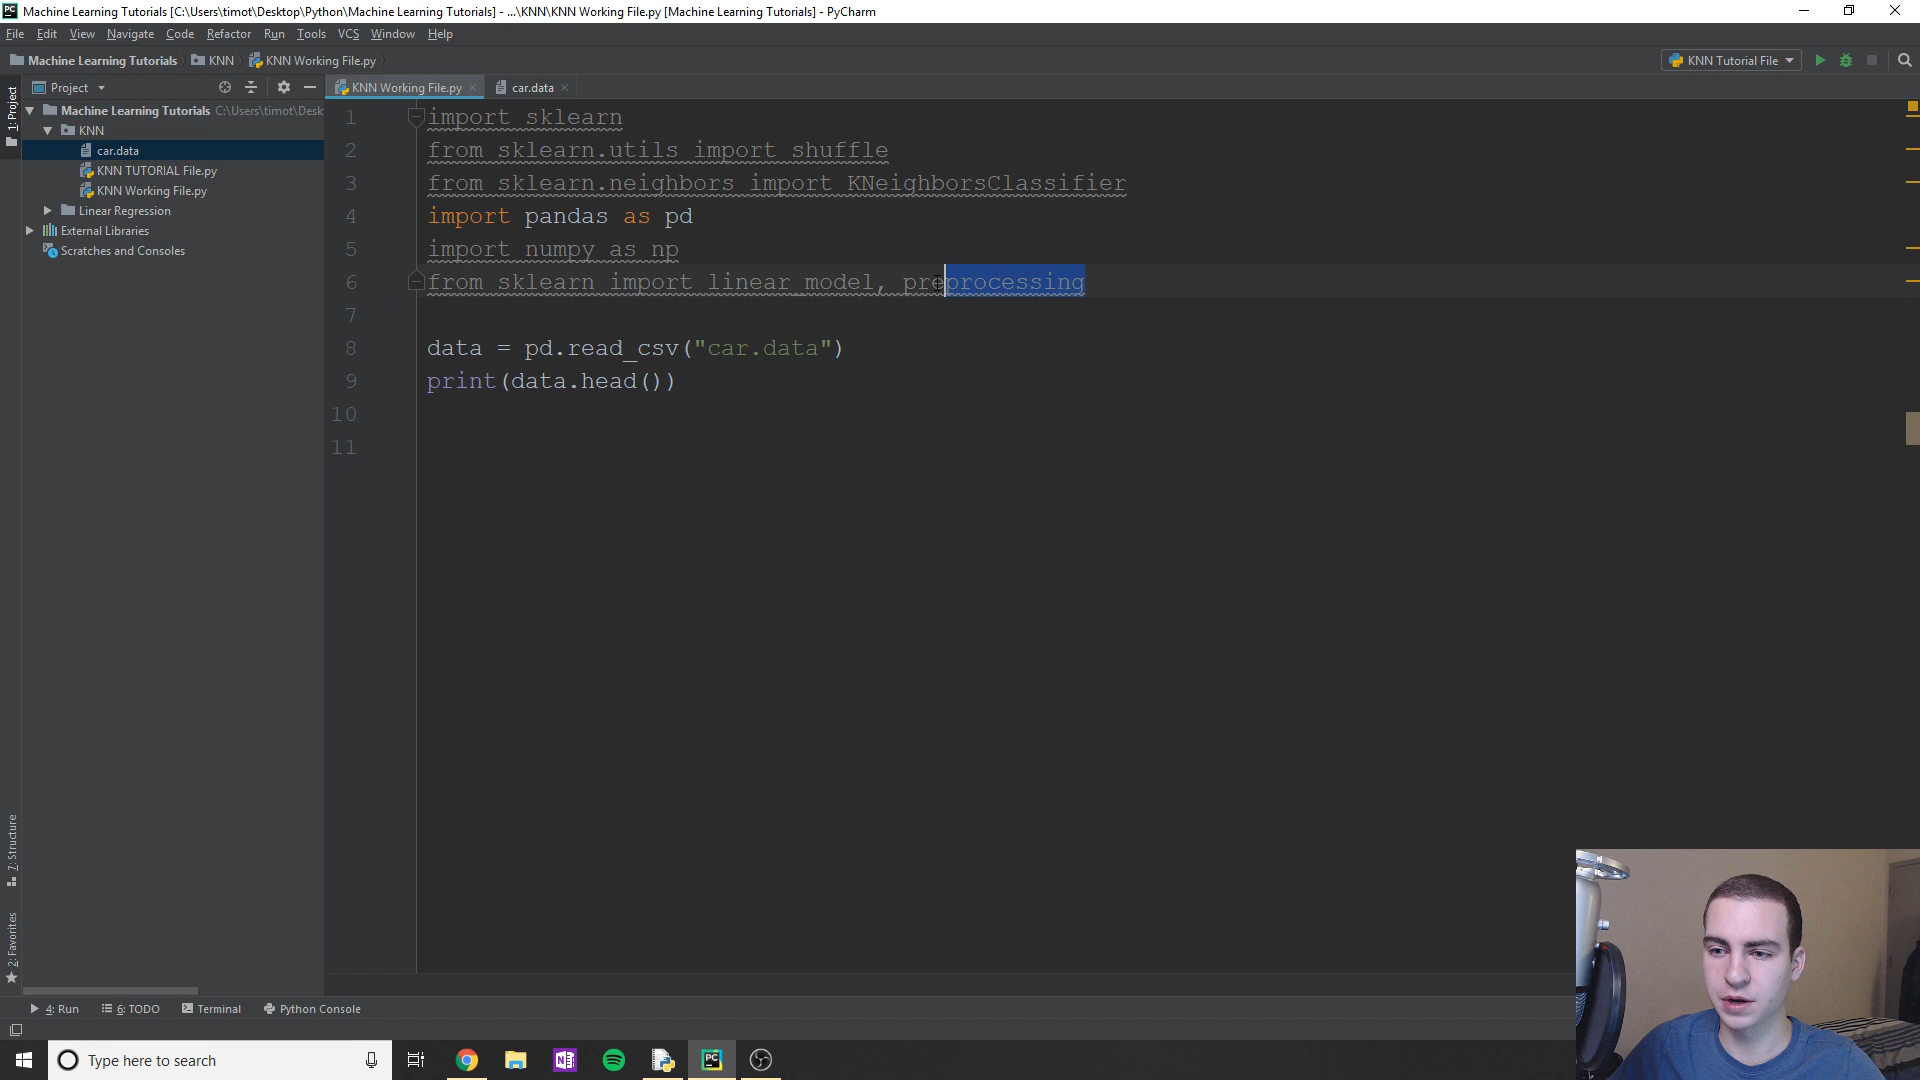 Machine Learning Tutorials [C:\Users\timot\Desktop\Python\Machine Learning Tutorials] - ...\KNN\KNN Working File.py [Machine Learning Tutorials] - PyCharm
File Edit View Navigate Code Refactor Run Tools VCS Window Help
Machine Learning Tutorials KNN KNN Working File.py KNN Tutorial File
Project KNN Working File.py car.data
1: Project
Machine Learning Tutorials C:\Users\timot\Desk
KNN
car.data
KNN TUTORIAL File.py
KNN Working File.py
Linear Regression
External Libraries
Scratches and Consoles
1 import sklearn
2 from sklearn.utils import shuffle
3 from sklearn.neighbors import KNeighborsClassifier
4 import pandas as pd
5 import numpy as np
6 from sklearn import linear_model, preprocessing
7
8 data = pd.read_csv("car.data")
9 print(data.head())
10
11
7: Structure
2: Favorites
4: Run 6: TODO Terminal Python Console
Type here to search